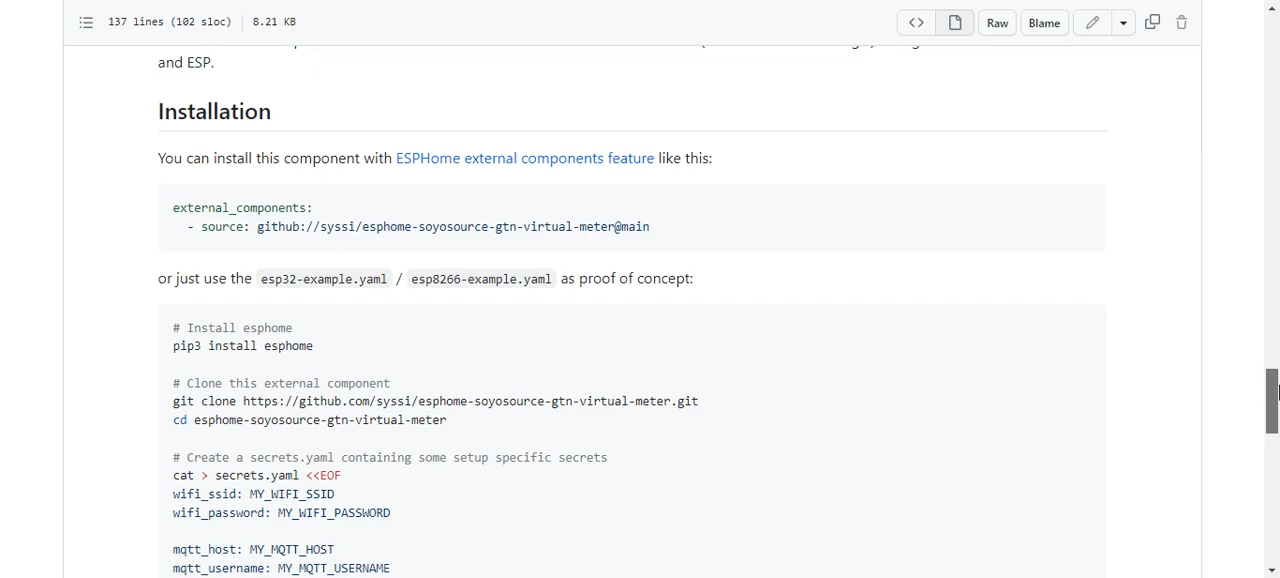 137 lines (102 sloc) 8.21 KB
<> Raw Blame
and ESP.
Installation
You can install this component with ESPHome external components feature like this:
external_components:
- source: github://syssi/esphome-soyosource-gtn-virtual-meter@main
or just use the esp32-example.yaml / esp8266-example.yaml as proof of concept:
# Install esphome
pip3 install esphome
# Clone this external component
git clone https://github.com/syssi/esphome-soyosource-gtn-virtual-meter.git
cd esphome-soyosource-gtn-virtual-meter
# Create a secrets.yaml containing some setup specific secrets
cat > secrets.yaml <<EOF
wifi_ssid: MY_WIFI_SSID
wifi_password: MY_WIFI_PASSWORD
mqtt_host: MY_MQTT_HOST
mqtt_username: MY_MQTT_USERNAME